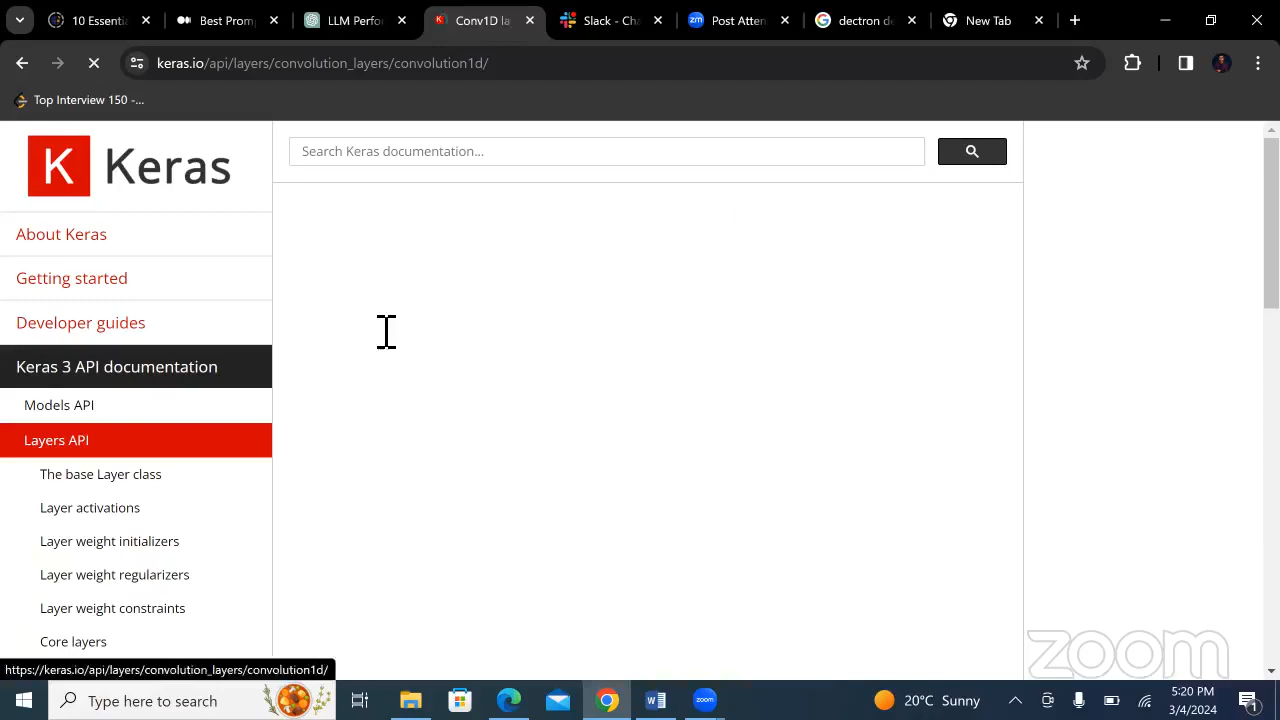 10 Essenti
Best Promp
LLM Perfo
Conv1D la
Slack - Cha
Post Atten
dectron de
New Tab
keras.io/api/layers/convolution_layers/convolution1d/
Top Interview 150 -...
K Keras
Search Keras documentation...
About Keras
Getting started
Developer guides
Keras 3 API documentation
Models API
Layers API
The base Layer class
Layer activations
Layer weight initializers
Layer weight regularizers
Layer weight constraints
Core layers
zoom
https://keras.io/api/layers/convolution_layers/convolution1d/
Type here to search
zoom
20°C Sunny
5:20 PM
3/4/2024
1